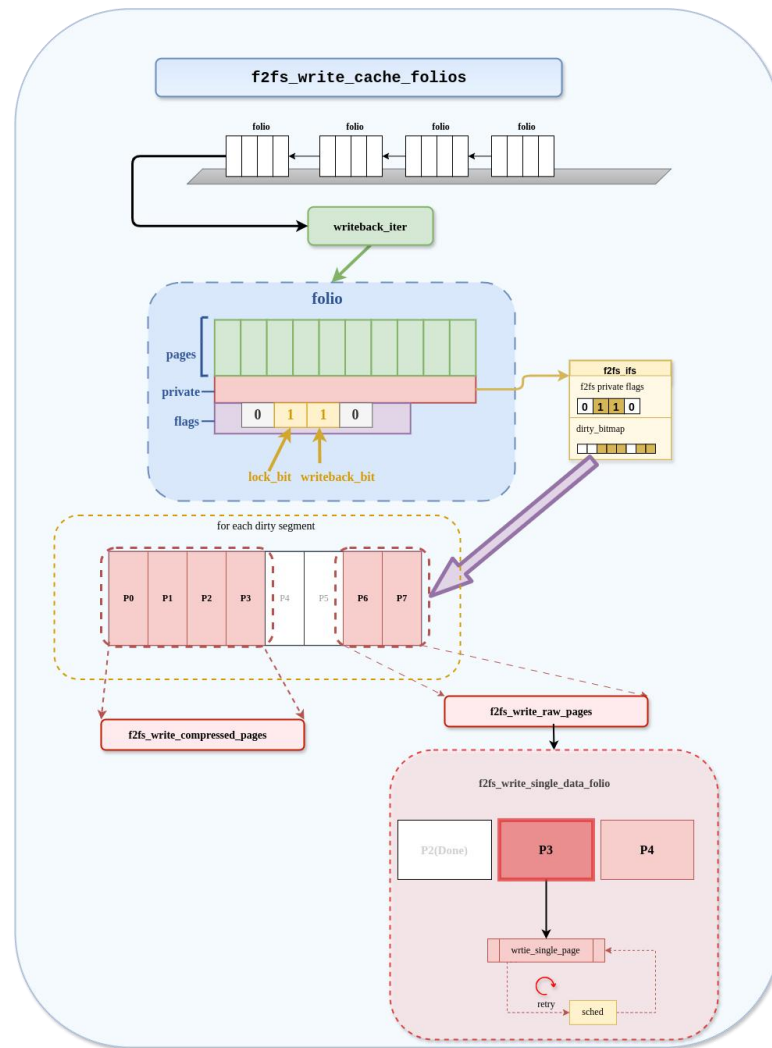 f2fs_write_cache_folios
folio
folio
folio
folio
writeback_iter
folio
pages
private
flags
0 1 1 0
lock_bit writeback_bit
f2fs_ifs
f2fs private flags
0 1 1 0
dirty_bitmap
for each dirty segment
P0 P1 P2 P3 P4 P5 P6 P7
f2fs_write_compressed_pages
f2fs_write_raw_pages
f2fs_write_single_data_folio
P2(Done) P3 P4
wrtie_single_page
retry
sched